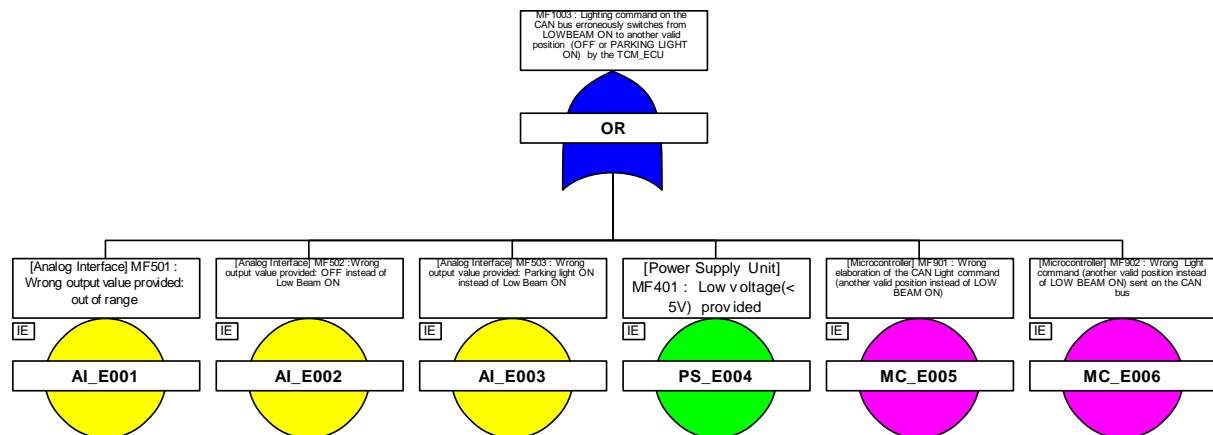 MF1003 : Lighting command on the
CAN bus erroneously switches from
LOWBEAM ON to another valid
position (OFF or PARKING LIGHT
ON) by the TCM_ECU
OR
[Analog Interface] MF501 :
Wrong output value provided:
out of range
IE
AI_E001
[Analog Interface] MF502 :Wrong
output value provided: OFF instead of
Low Beam ON
IE
AI_E002
[Analog Interface] MF503 : Wrong
output value provided: Parking light ON
instead of Low Beam ON
IE
AI_E003
[Power Supply Unit]
MF401 : Low voltage(<
5V) provided
IE
PS_E004
[Microcontroller] MF901 : Wrong
elaboration of the CAN Light command
(another valid position instead of LOW
BEAM ON)
IE
MC_E005
[Microcontroller] MF902 : Wrong Light
command (another valid position instead
of LOW BEAM ON) sent on the CAN
bus
IE
MC_E006